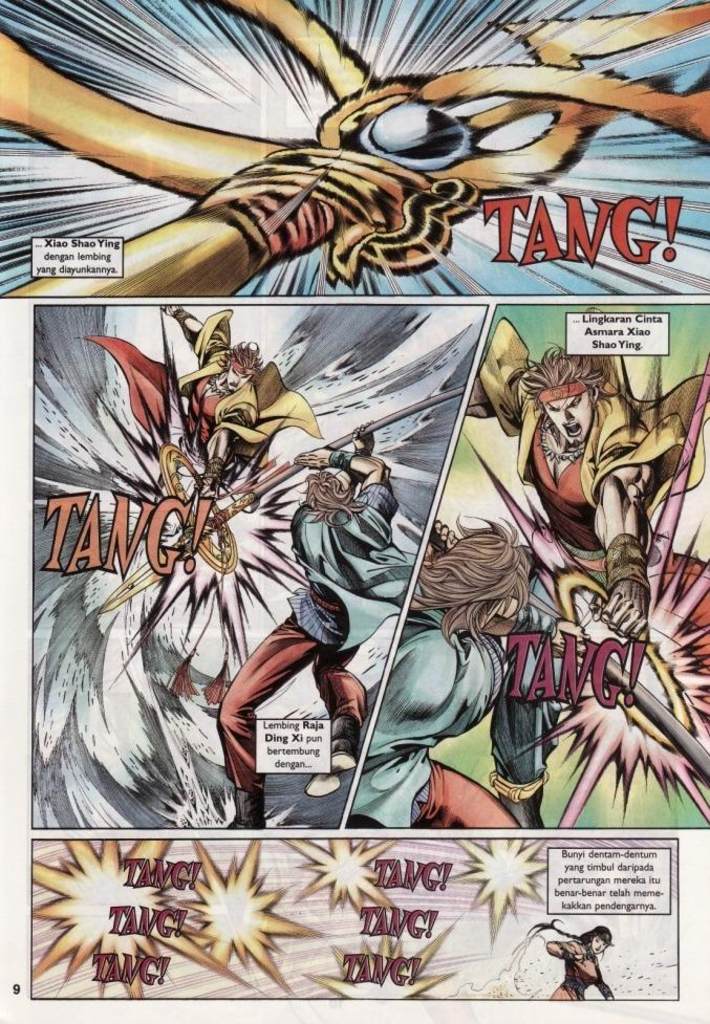 TANG!
... Xiao Shao Ying
dengan lembing
yang diayunkannya.
TANG!
Lembing Raja
Ding Xi pun
bertembung
dengan...
... Lingkaran Cinta
Asmara Xiao
Shao Ying.
TANG!
TANG!
TANG!
TANG!
TANG!
TANG!
TANG!
Bunyi dentam-dentum
yang timbul daripada
pertarungan mereka itu
benar-benar telah meme-
kakkan pendengarnya.
9